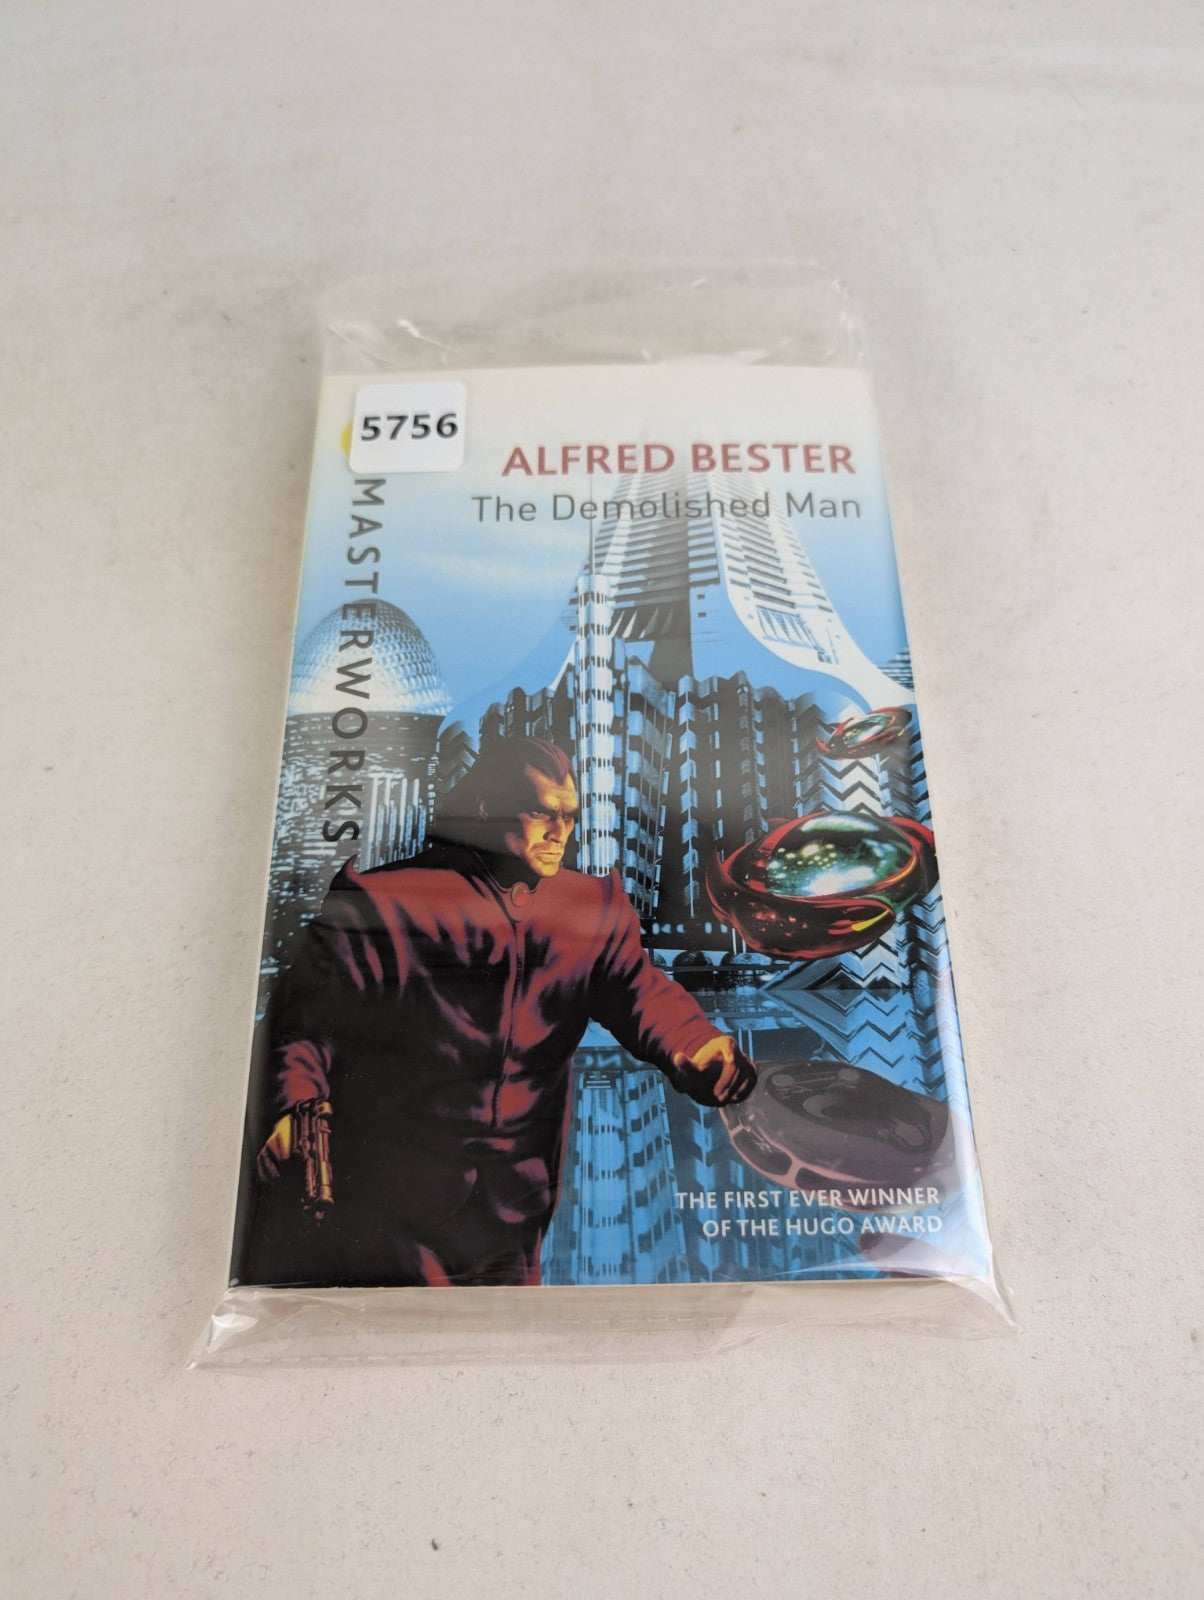 5756
ALFRED BESTER
The Demolished Man
MASTERWORKS
THE FIRST EVER WINNER
OF THE HUGO AWARD